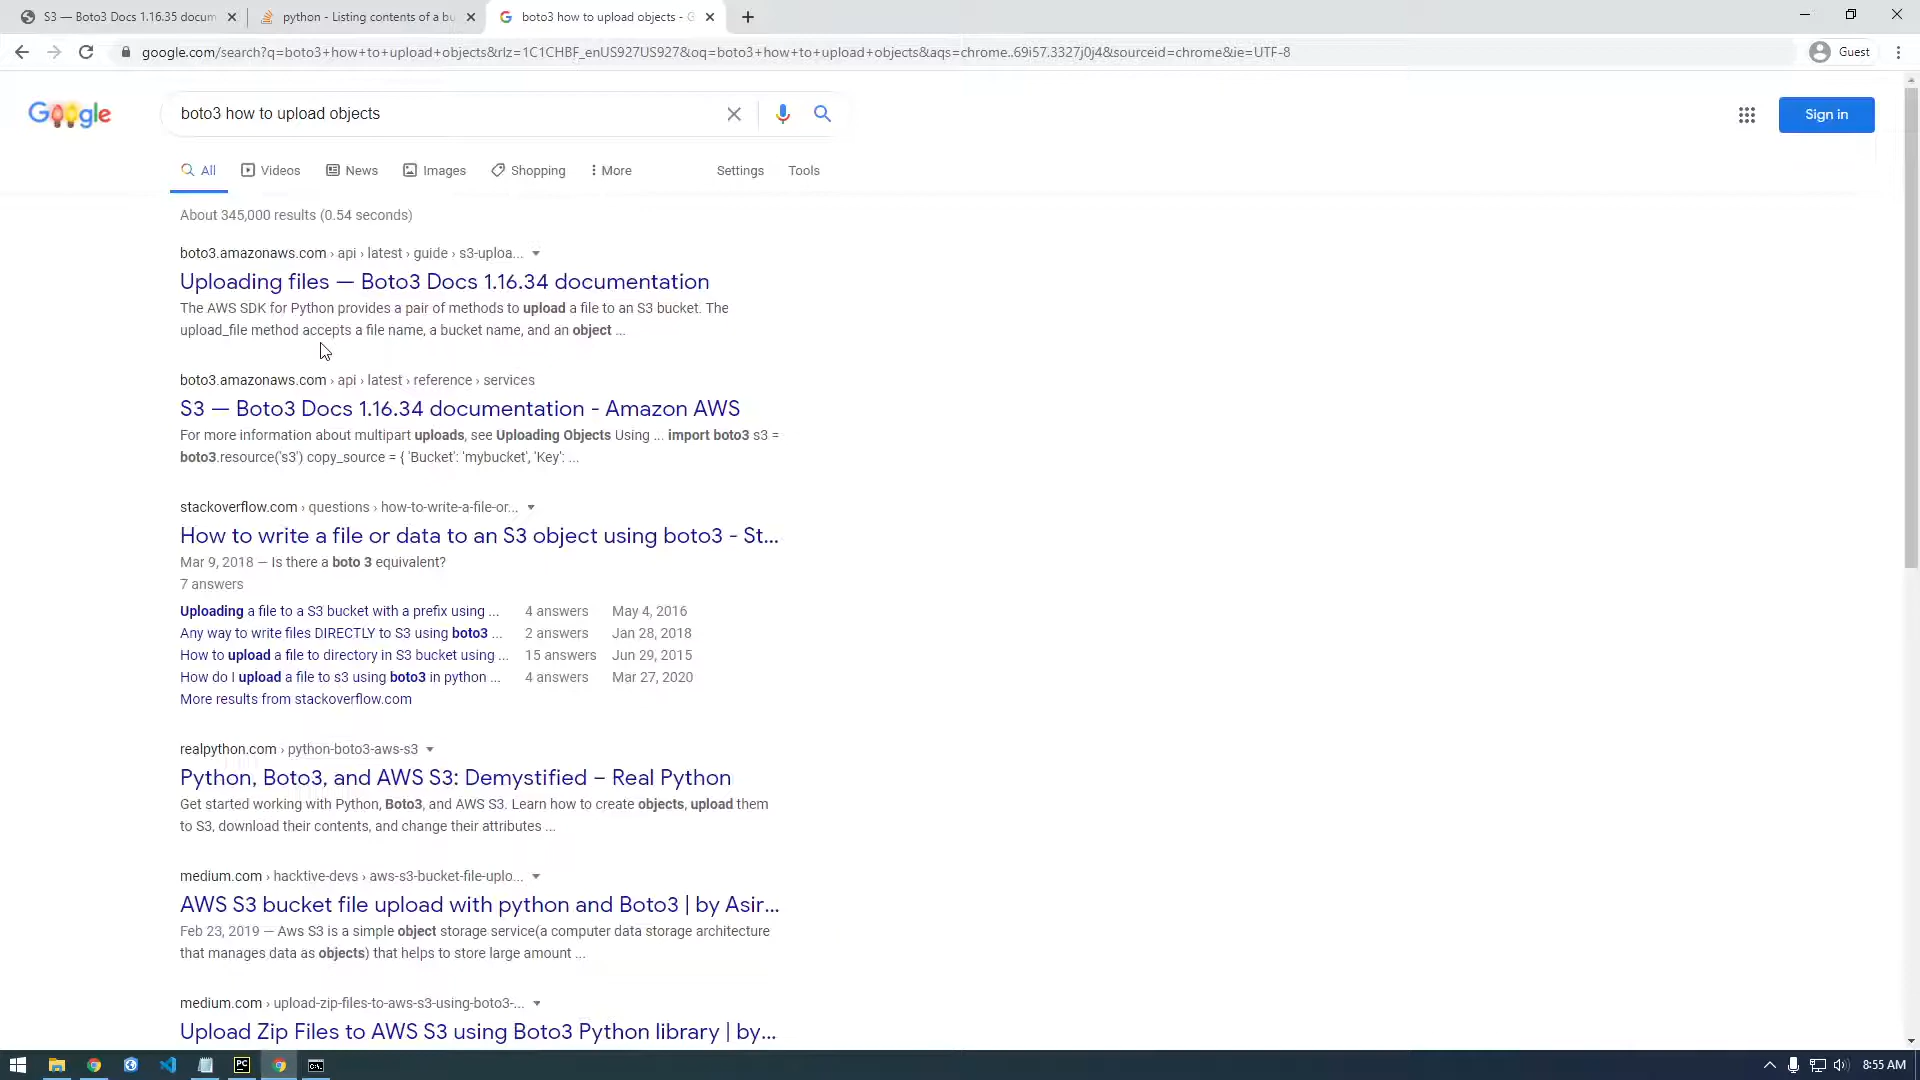 S3 — Boto3 Docs 1.16.35 docum
python - Listing contents of a bu
boto3 how to upload objects - G
google.com/search?q=boto3+how+to+upload+objects&rlz=1C1CHBF_enUS927US927&oq=boto3+how+to+upload+objects&aqs=chrome..69i57.3327j0j4&sourceid=chrome&ie=UTF-8
Guest
Google
boto3 how to upload objects
Sign in
All
Videos
News
Images
Shopping
More
Settings
Tools
About 345,000 results (0.54 seconds)
boto3.amazonaws.com › api › latest › guide › s3-uploa...
Uploading files — Boto3 Docs 1.16.34 documentation
The AWS SDK for Python provides a pair of methods to upload a file to an S3 bucket. The
upload_file method accepts a file name, a bucket name, and an object ...
boto3.amazonaws.com › api › latest › reference › services
S3 — Boto3 Docs 1.16.34 documentation - Amazon AWS
For more information about multipart uploads, see Uploading Objects Using ... import boto3 s3 =
boto3.resource('s3') copy_source = { 'Bucket': 'mybucket', 'Key': ...
stackoverflow.com › questions › how-to-write-a-file-or...
How to write a file or data to an S3 object using boto3 - St...
Mar 9, 2018 — Is there a boto 3 equivalent?
7 answers
Uploading a file to a S3 bucket with a prefix using ... 4 answers May 4, 2016
Any way to write files DIRECTLY to S3 using boto3 ... 2 answers Jan 28, 2018
How to upload a file to directory in S3 bucket using ... 15 answers Jun 29, 2015
How do I upload a file to s3 using boto3 in python ... 4 answers Mar 27, 2020
More results from stackoverflow.com
realpython.com › python-boto3-aws-s3
Python, Boto3, and AWS S3: Demystified – Real Python
Get started working with Python, Boto3, and AWS S3. Learn how to create objects, upload them
to S3, download their contents, and change their attributes ...
medium.com › hacktive-devs › aws-s3-bucket-file-uplo...
AWS S3 bucket file upload with python and Boto3 | by Asir...
Feb 23, 2019 — Aws S3 is a simple object storage service(a computer data storage architecture
that manages data as objects) that helps to store large amount ...
medium.com › upload-zip-files-to-aws-s3-using-boto3-...
Upload Zip Files to AWS S3 using Boto3 Python library | by...
PC
8:55 AM